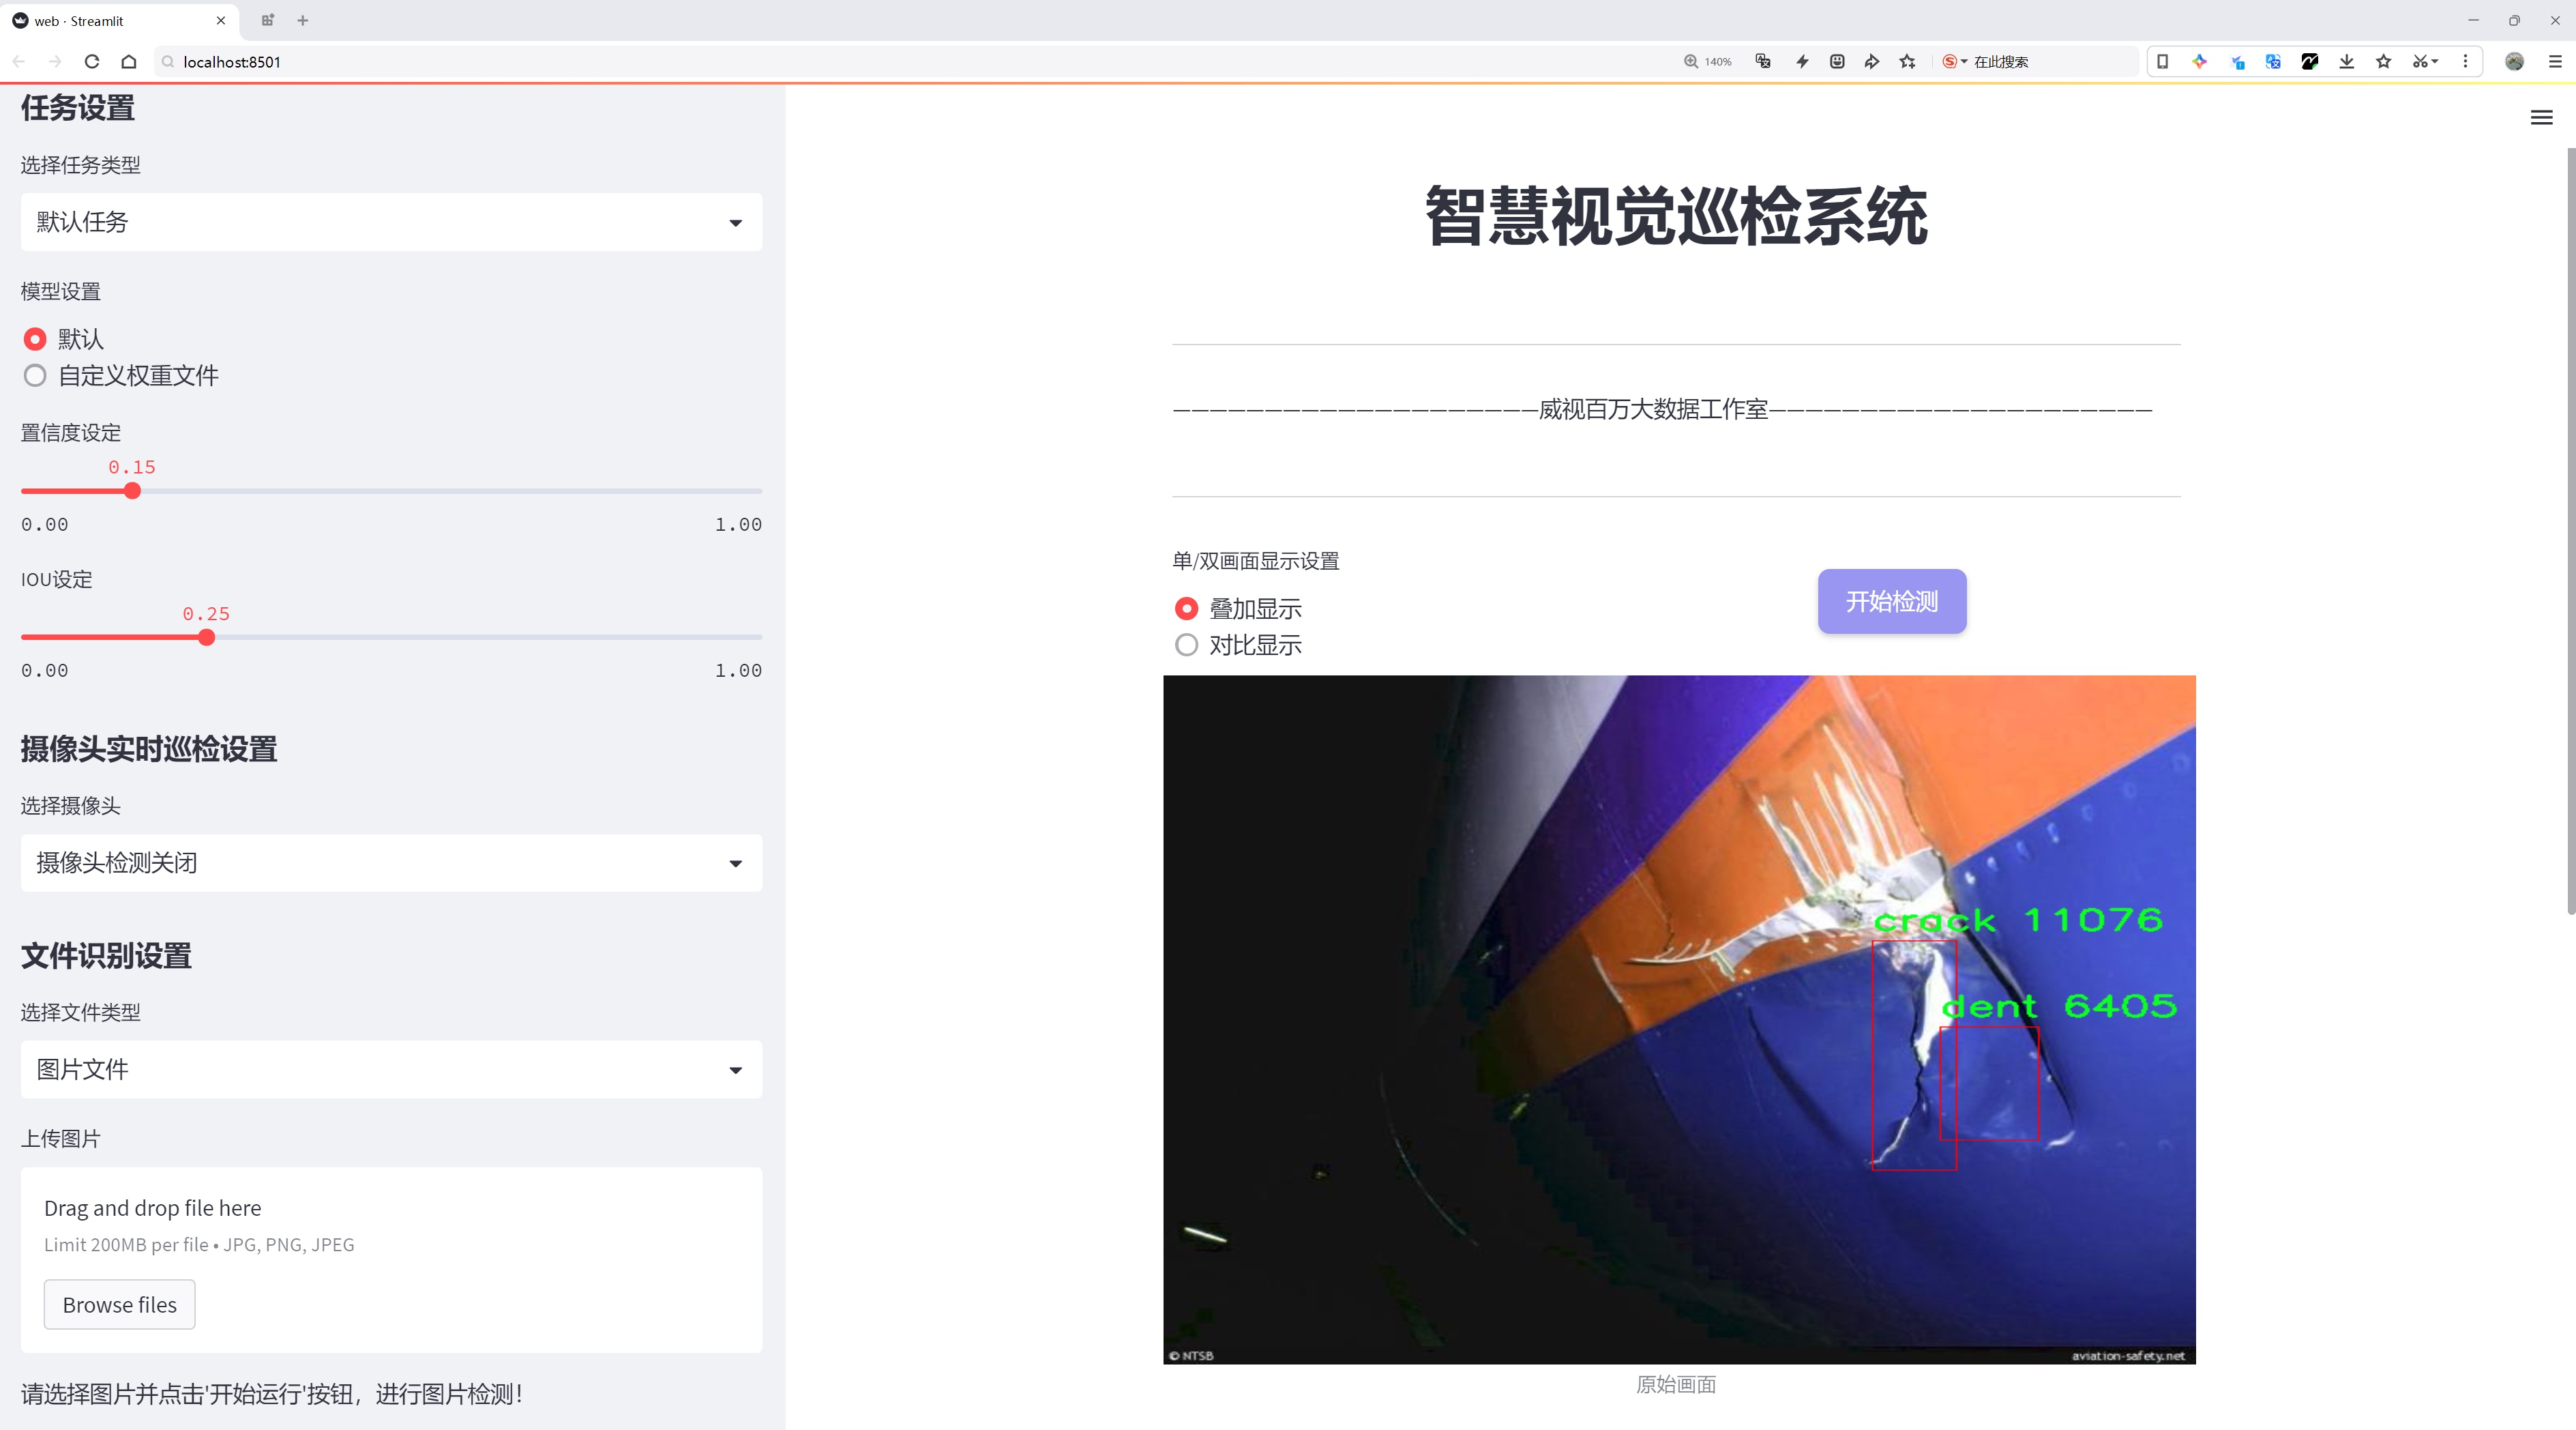 web · Streamlit
localhost:8501
140%
在此搜索
任务设置
选择任务类型
默认任务
模型设置
默认
自定义权重文件
置信度设定
0.15
0.00
1.00
IOU设定
0.25
0.00
1.00
摄像头实时巡检设置
选择摄像头
摄像头检测关闭
文件识别设置
选择文件类型
图片文件
上传图片
Drag and drop file here
Limit 200MB per file • JPG, PNG, JPEG
Browse files
请选择图片并点击'开始运行'按钮，进行图片检测！
智慧视觉巡检系统
————————————————————威视百万大数据工作室—————————————————————
单/双画面显示设置
叠加显示
对比显示
开始检测
crack 11076
dent 6405
© NTSB
aviation-safety.net
原始画面